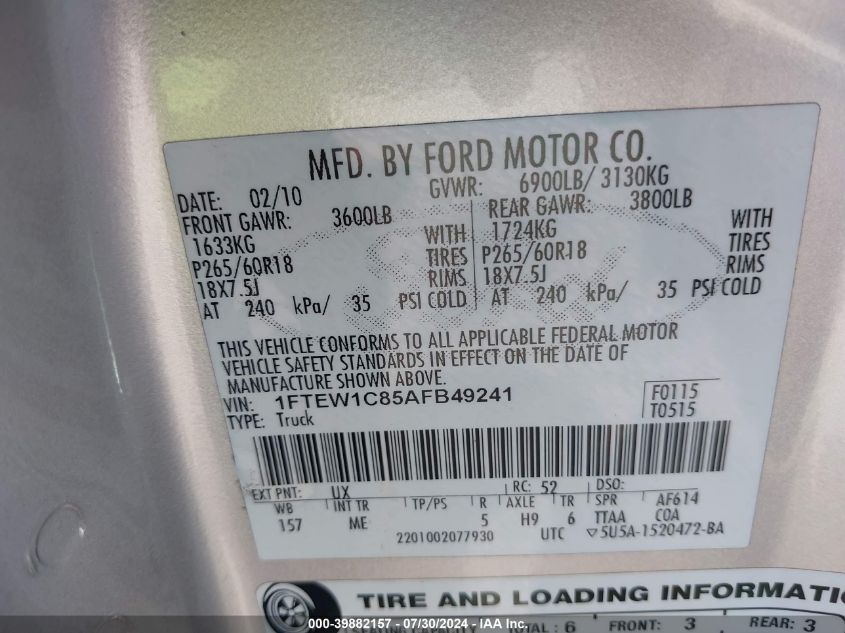 MFD. BY FORD MOTOR CO.
DATE: 02/10 GVWR: 6900LB/ 3130KG
FRONT GAWR: 3600LB REAR GAWR: 3800LB
1633KG WITH 1724KG WITH
P265/60R18 TIRES P265/60R18 TIRES
18X7.5J RIMS 18X7.5J RIMS
AT 240 kPa/ 35 PSI COLD AT 240 kPa/ 35 PSI COLD
THIS VEHICLE CONFORMS TO ALL APPLICABLE FEDERAL MOTOR
VEHICLE SAFETY STANDARDS IN EFFECT ON THE DATE OF
MANUFACTURE SHOWN ABOVE.
VIN: 1FTEW1C85AFB49241 F0115
TYPE: Truck T0515
EXT PNT: UX RC: 52 DSO:
WB INT TR TP/PS R AXLE TR SPR AF614
157 ME 5 H9 6 TTAA COA
2201002077930 UTC ▽5U5A-1520472-BA
TIRE AND LOADING INFORMATIO
SEATING CAPACITY TOTAL : 6 FRONT: 3 REAR: 3
000-39882157 - 07/30/2024 - IAA, Inc.